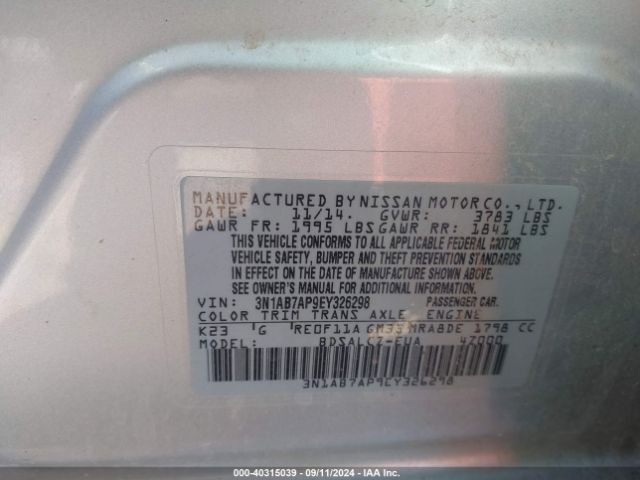 MANUFACTURED BY NISSAN MOTOR CO., LTD.
DATE: 11/14. GVWR: 3783 LBS
GAWR FR: 1995 LBS GAWR RR: 1841 LBS
THIS VEHICLE CONFORMS TO ALL APPLICABLE FEDERAL MOTOR
VEHICLE SAFETY, BUMPER AND THEFT PREVENTION STANDARDS
IN EFFECT ON THE DATE OF MANUFACTURE SHOWN ABOVE.
SEE OWNER'S MANUAL FOR ADDITIONAL INFORMATION.
VIN: 3N1AB7AP9EY326298 PASSENGER CAR.
COLOR TRIM TRANS AXLE ENGINE
K23 'G 'RE0F11A GM33 MRA8DE 1798 CC
MODEL: BDSALCZ-EUA 47000
3N1AB7AP9EY326298
000-40315039 - 09/11/2024 - IAA Inc.